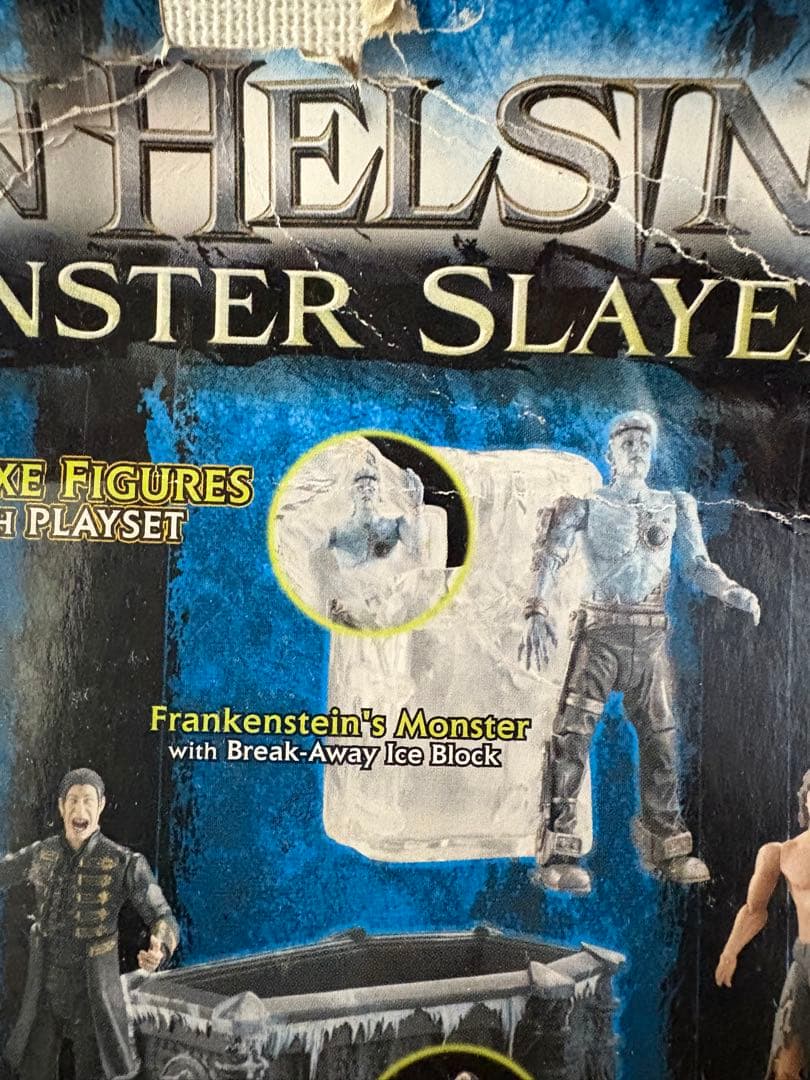 N HELSIN
NSTER SLAYE
XE FIGURES
H PLAYSET
Frankenstein's Monster
with Break-Away Ice Block